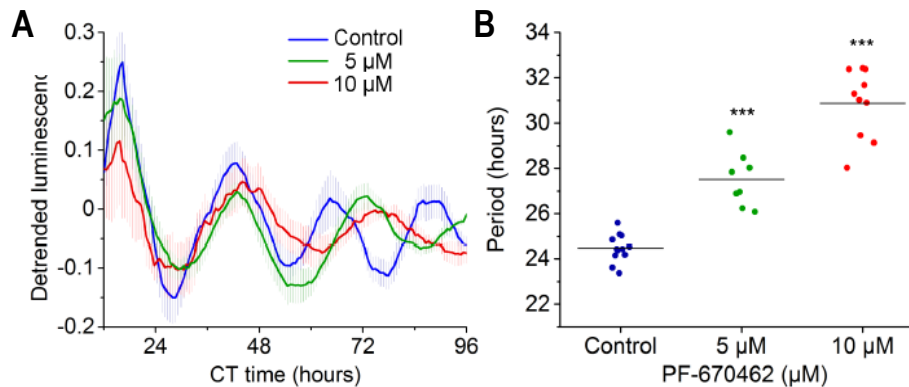 A
Detrended luminescenc
0.3
0.2
0.1
0
-0.1
-0.2
24
48
72
96
CT time (hours)
Control
5 µM
10 µM
B
Period (hours)
34
32
30
28
26
24
22
***
***
Control
5 µM
10 µM
PF-670462 (µM)